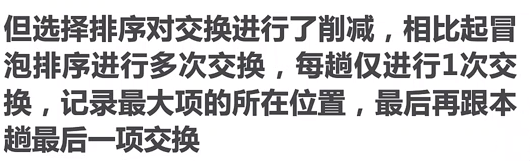 但选择排序对交换进行了削减，相比起冒
泡排序进行多次交换，每趟仅进行1次交
换，记录最大项的所在位置，最后再跟本
趟最后一项交换